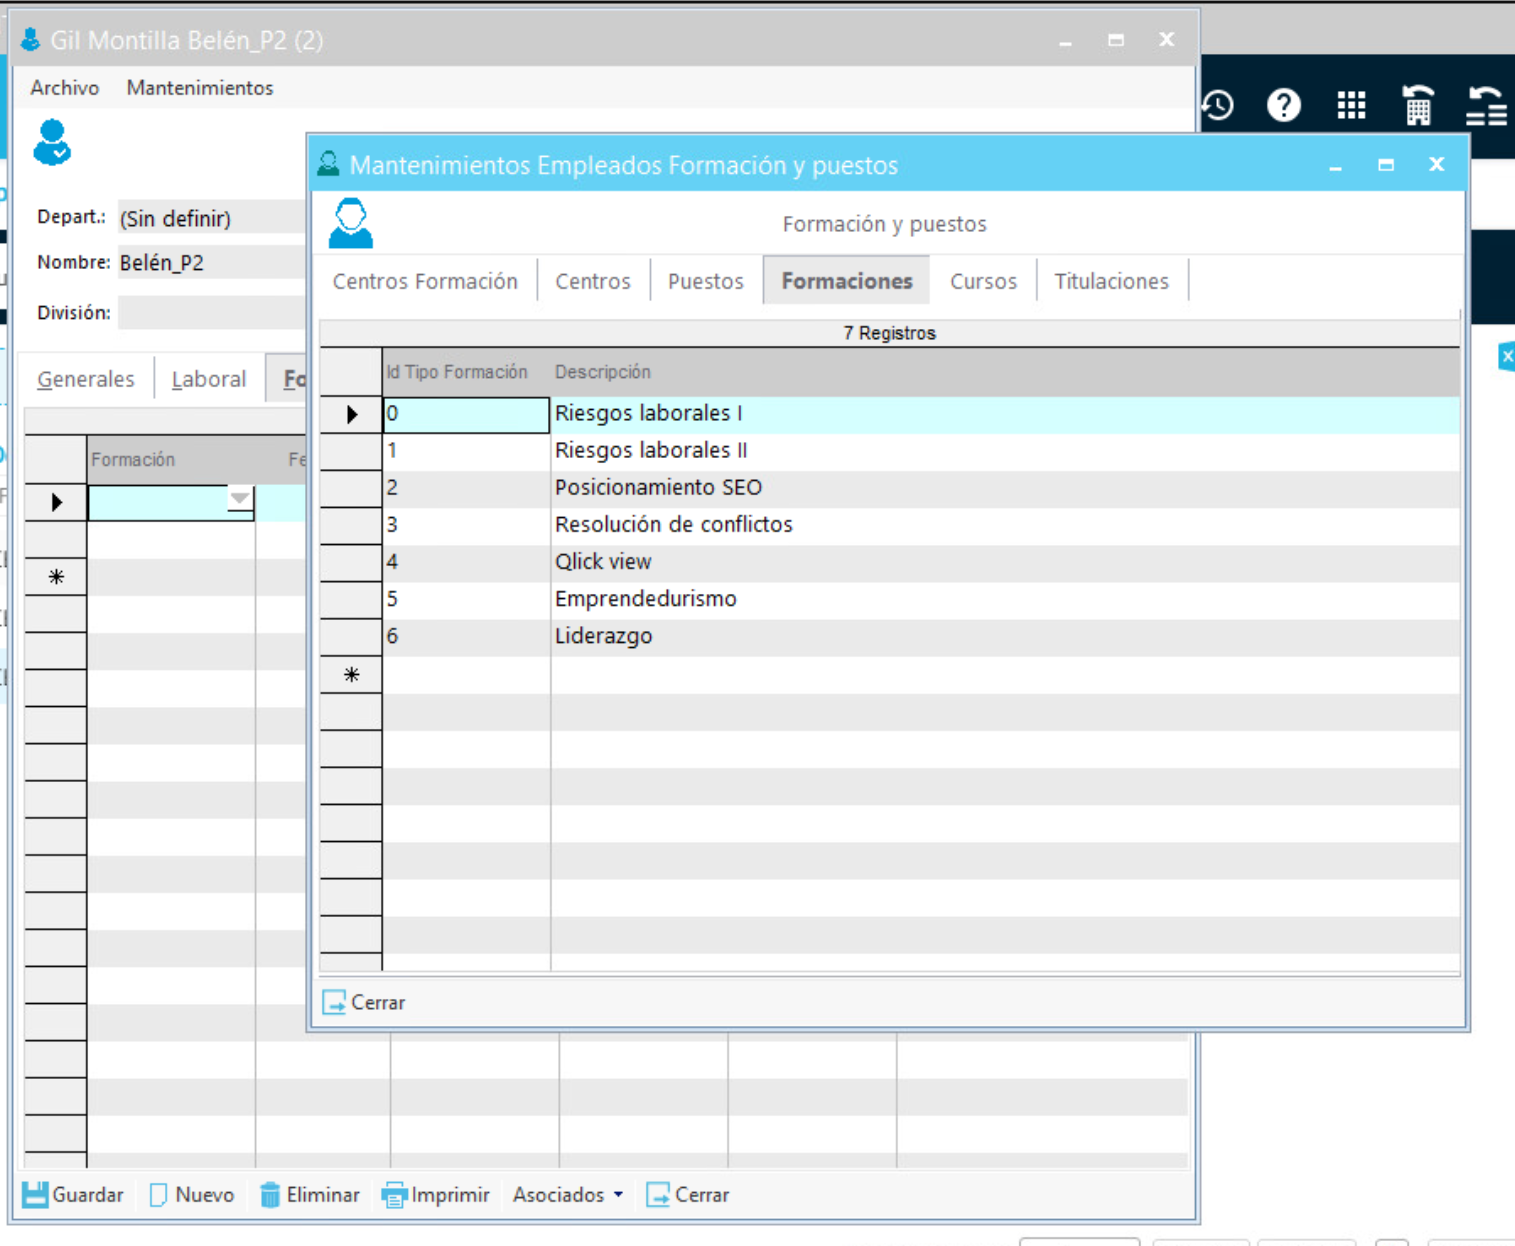 Gil Montilla Belén_P2 (2)
Archivo Mantenimientos
Mantenimientos Empleados Formación y puestos
Formación y puestos
Depart.: (Sin definir)
Nombre: Belén_P2
División:
Centros Formación Centros Puestos Formaciones Cursos Titulaciones
7 Registros
Generales Laboral Fo
Id Tipo Formación Descripción
0 Riesgos laborales I
1 Riesgos laborales II
2 Posicionamiento SEO
3 Resolución de conflictos
4 Qlick view
5 Emprendedurismo
6 Liderazgo
Formación Fe
Cerrar
Guardar Nuevo Eliminar Imprimir Asociados Cerrar